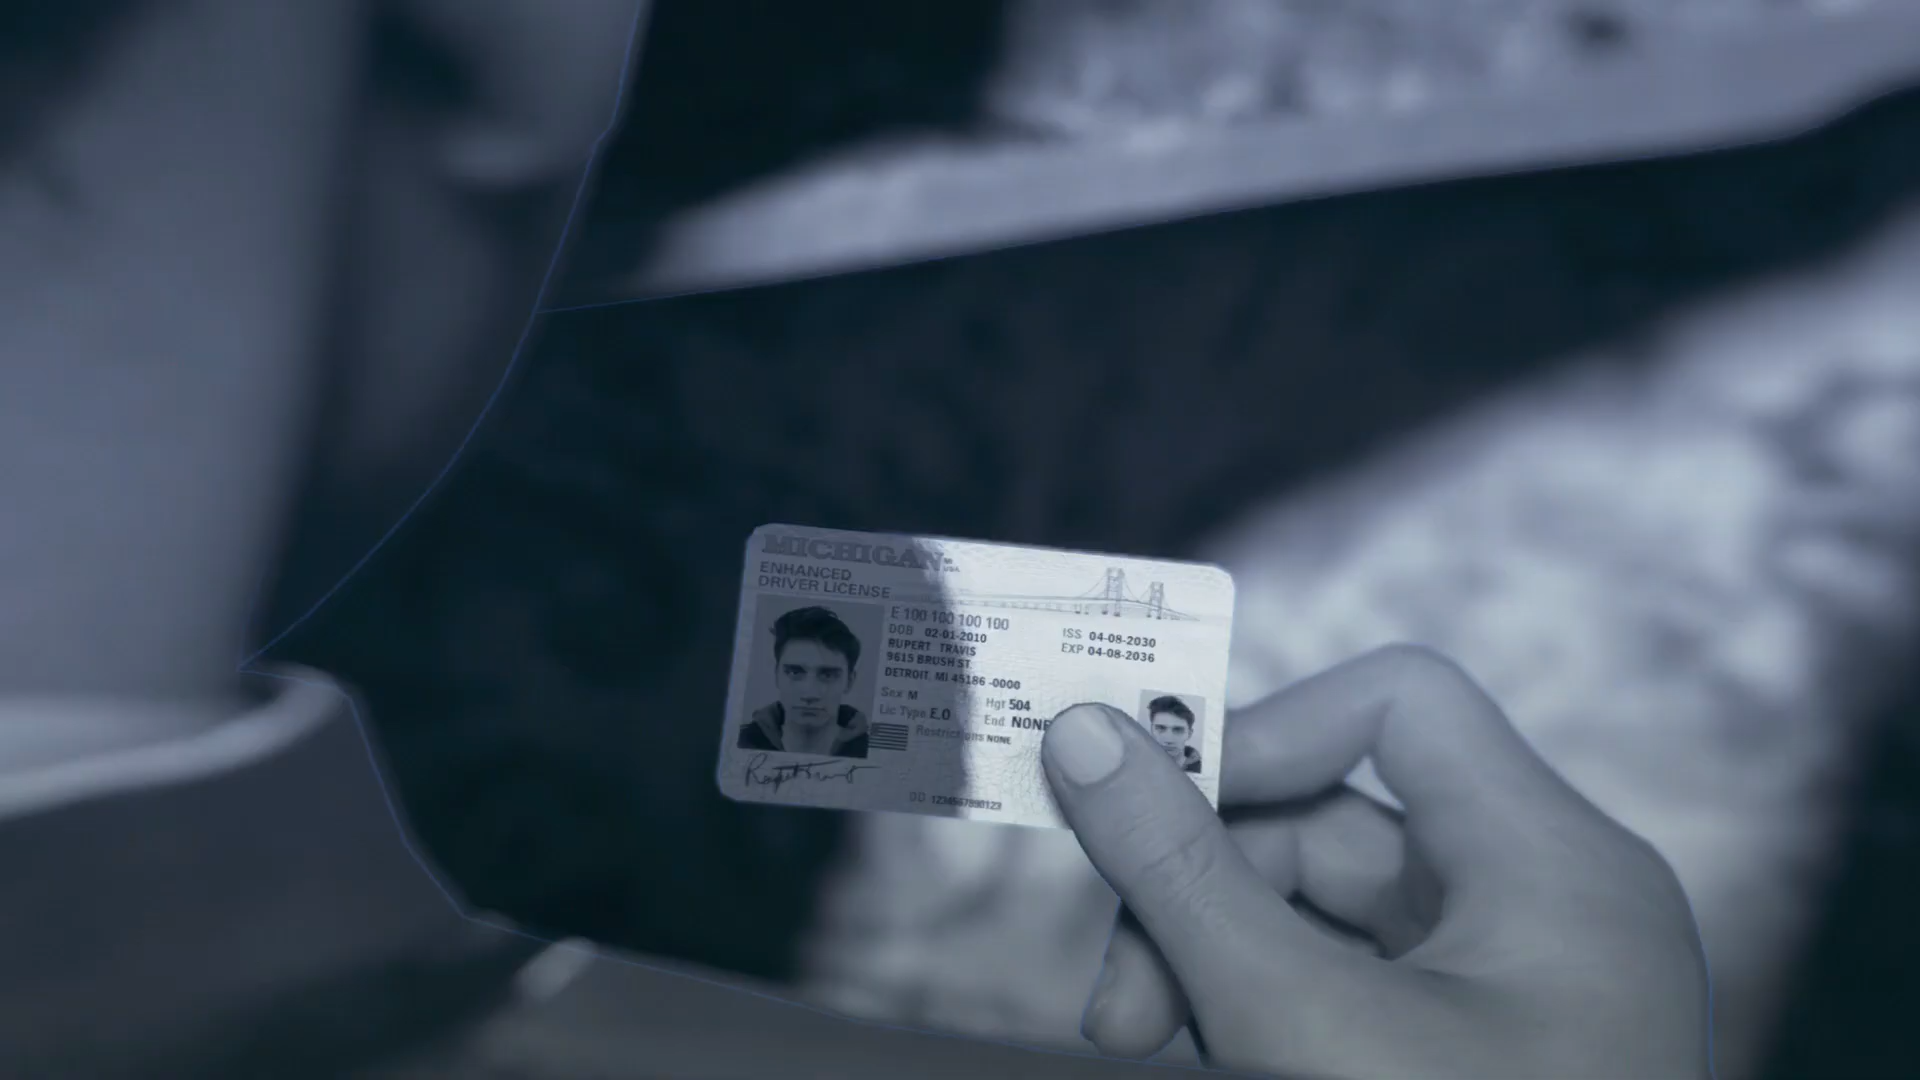 MICHIGAN USA
ENHANCED
DRIVER LICENSE
E 100 100 100 100
DOB 02-01-2010
RUPERT TRAVIS
9615 BRUSH ST.
DETROIT MI 45186 -0000
ISS 04-08-2030
EXP 04-08-2036
Sex M
Hgt 504
Lic Type E,O
End NONE
Restrictions NONE
DD 1234567890123